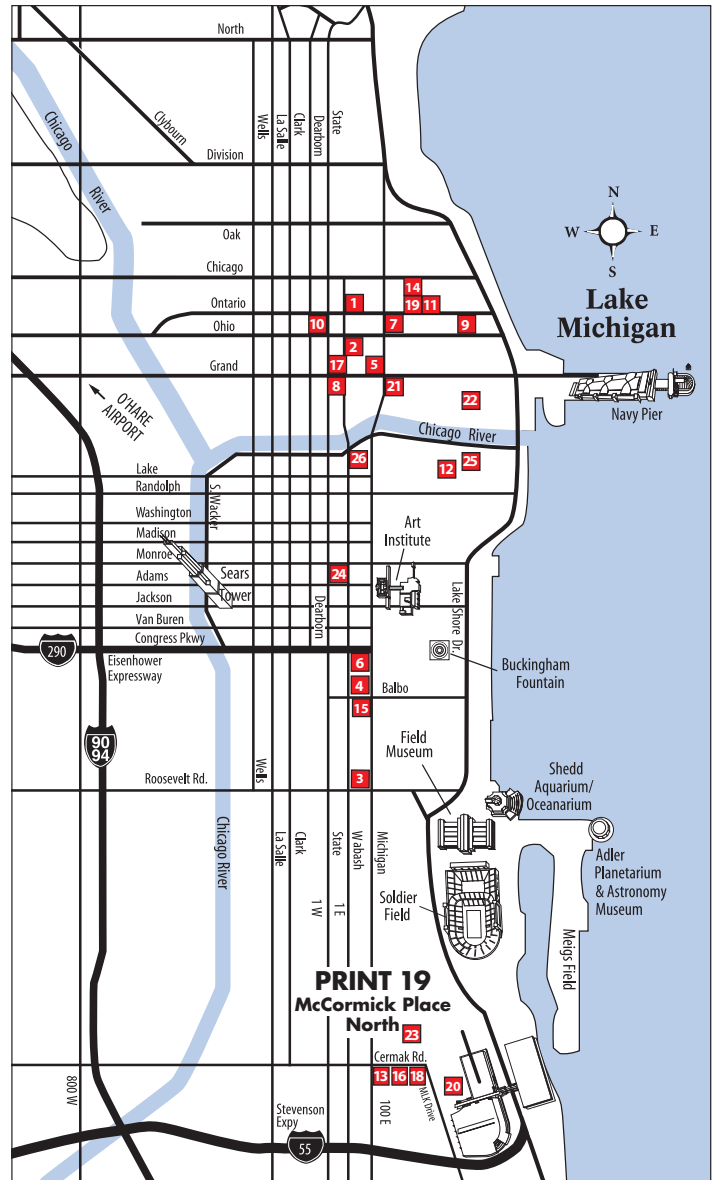 North
Wells
La Salle
Clark
Dearborn
State
Chicago
River
Clybourn
Division
N
W
E
S
Oak
Lake
Michigan
Chicago
14
1
19
11
Ontario
10
7
9
Ohio
2
17
5
Grand
8
21
22
O'HARE
AIRPORT
Navy Pier
Chicago River
26
12
25
Lake
Randolph
S. Wacker
Washington
Madison
Art
Institute
Monroe
Sears
Tower
24
Adams
Jackson
Dearborn
Lake Shore Dr.
Van Buren
Congress Pkwy
290
Eisenhower
Expressway
6
Buckingham
Fountain
4
Balbo
15
90
94
Field
Museum
Wells
3
Roosevelt Rd.
Shedd
Aquarium/
Oceanarium
Chicago River
La Salle
Clark
State
Wabash
Michigan
1 W
1 E
Adler
Planetarium
& Astronomy
Museum
Soldier
Field
Meigs Field
PRINT 19
McCormick Place
North
23
Cermak Rd.
13
16
18
20
800 W
100 E
MLK Drive
Stevenson
Expy
55